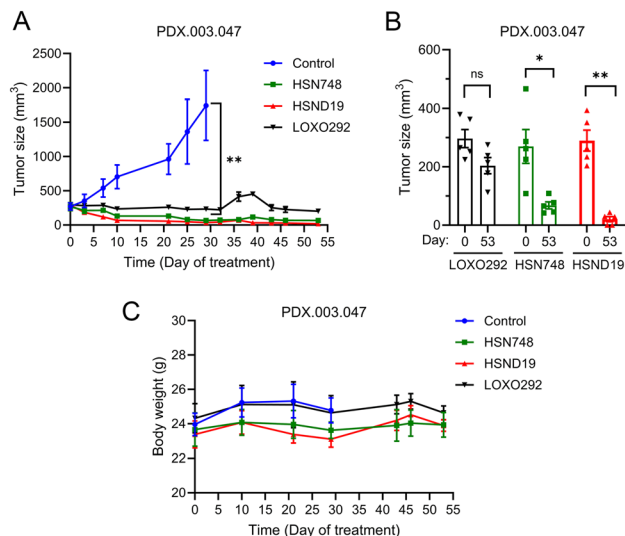 A
PDX.003.047
Tumor size (mm³)
2500
2000
1500
1000
500
0
Control
HSN748
HSND19
LOXO292
**
0 5 10 15 20 25 30 35 40 45 50 55
Time (Day of treatment)
B
PDX.003.047
Tumor size (mm³)
600
400
200
0
ns
*
**
Day: 0 53 0 53 0 53
LOXO292 HSN748 HSND19
C
PDX.003.047
Body weight (g)
30
28
26
24
22
20
Control
HSN748
HSND19
LOXO292
0 5 10 15 20 25 30 35 40 45 50 55
Time (Day of treatment)